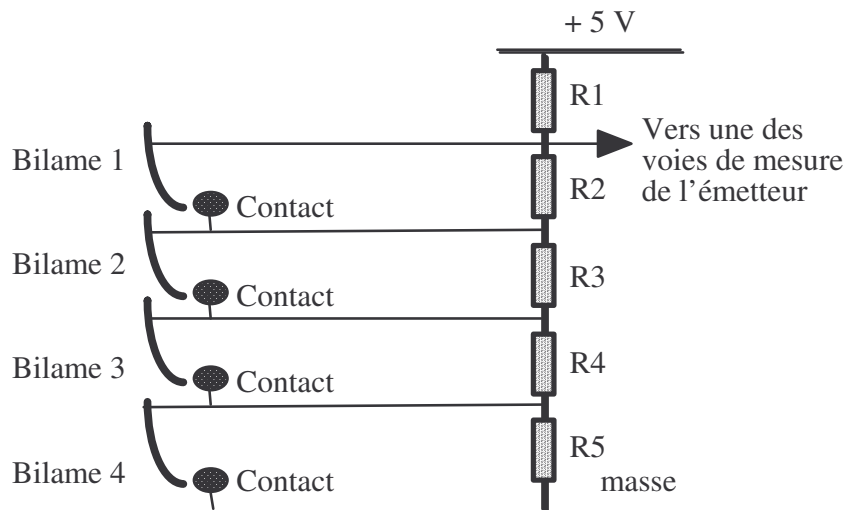 + 5 V
R1
Vers une des
voies de mesure
de l’émetteur
Bilame 1
R2
Contact
Bilame 2
R3
Contact
Bilame 3
R4
Contact
R5
Bilame 4
Contact
masse